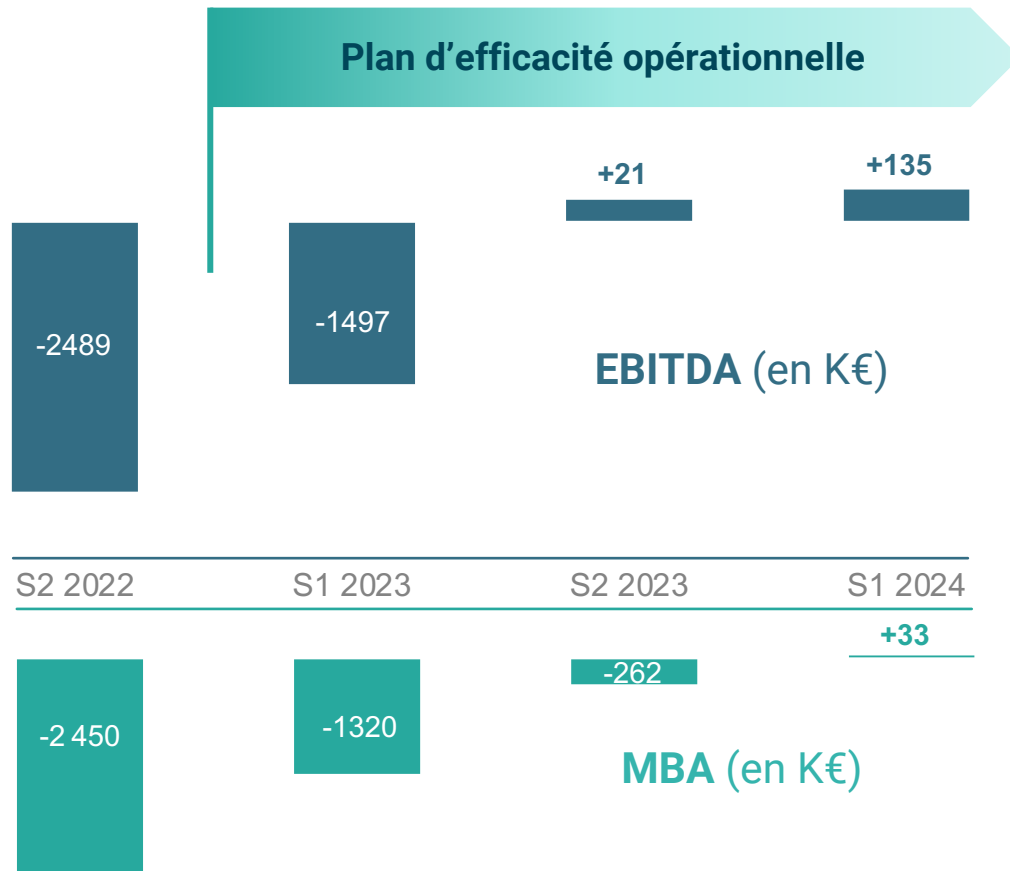 Plan d’efficacité opérationnelle
+21
+135
-2489
-1497
EBITDA (en K€)
S2 2022
S1 2023
S2 2023
S1 2024
+33
-2 450
-1320
-262
MBA (en K€)